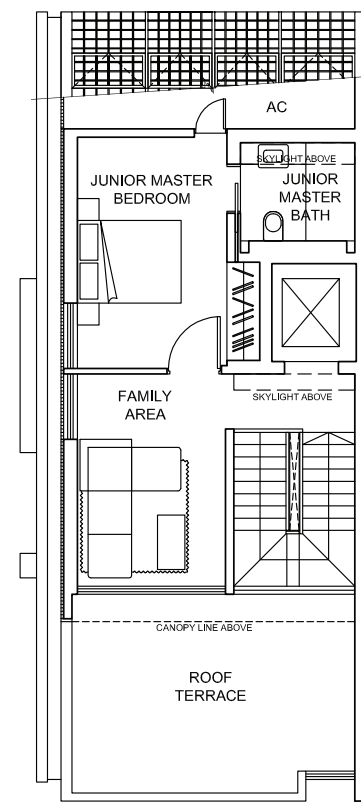 AC
SKYLIGHT ABOVE
JUNIOR MASTER
BEDROOM
JUNIOR
MASTER
BATH
FAMILY
AREA
SKYLIGHT ABOVE
CANOPY LINE ABOVE
ROOF
TERRACE